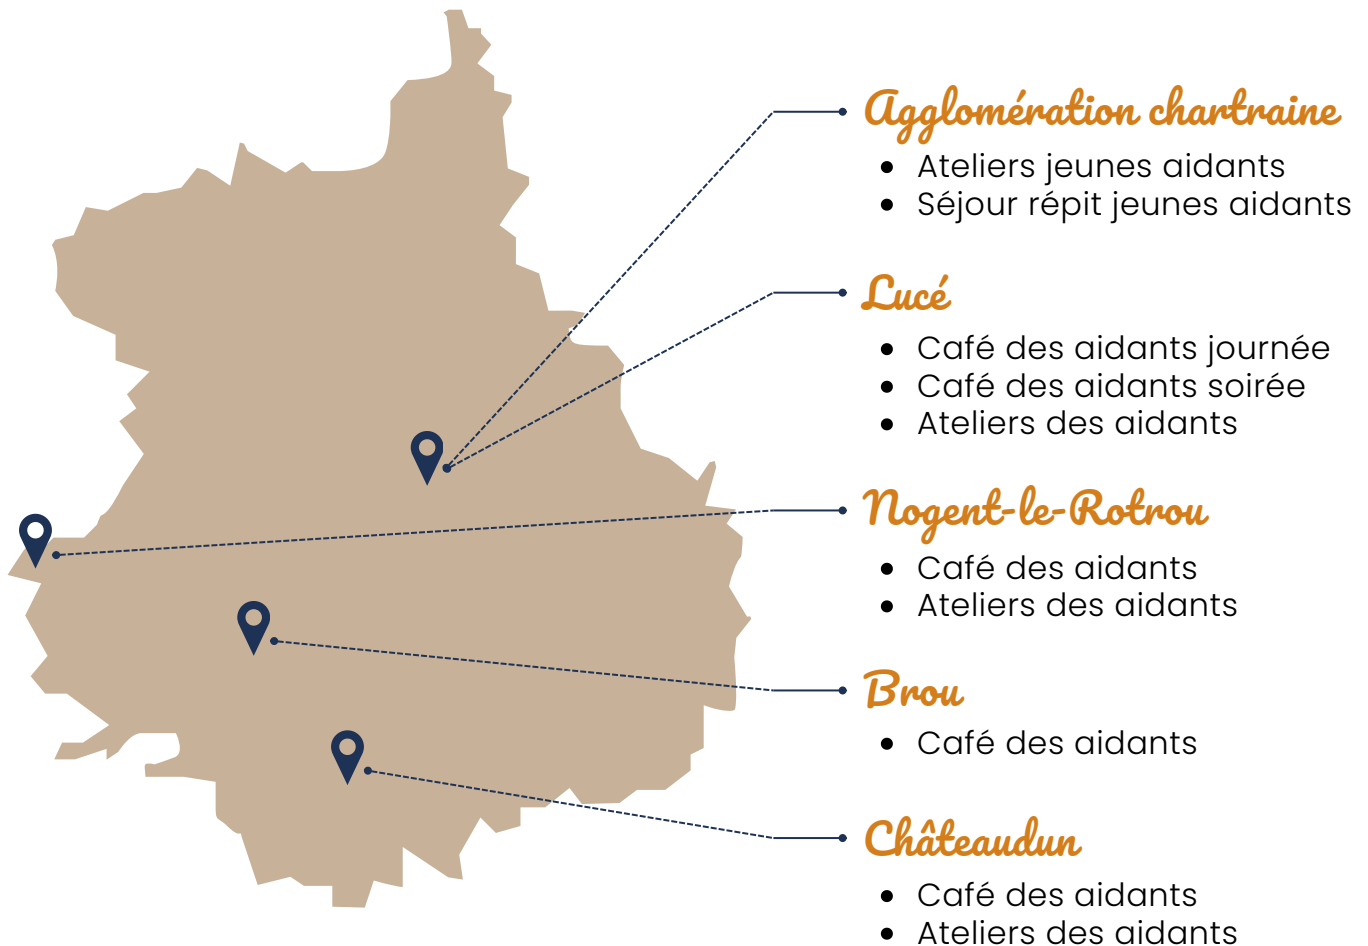 Agglomération chartraine
• Ateliers jeunes aidants
• Séjour répit jeunes aidants
Lucé
• Café des aidants journée
• Café des aidants soirée
• Ateliers des aidants
Nogent-le-Rotrou
• Café des aidants
• Ateliers des aidants
Brou
• Café des aidants
Châteaudun
• Café des aidants
• Ateliers des aidants